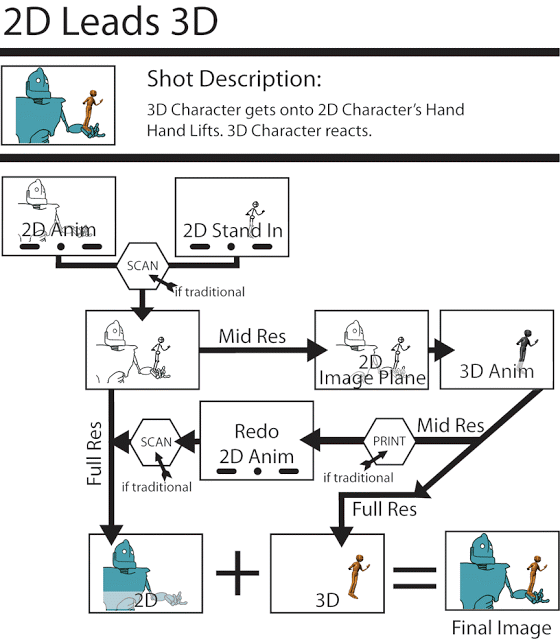 2D Leads 3D
Shot Description:
3D Character gets onto 2D Character's Hand
Hand Lifts. 3D Character reacts.
2D Anim
2D Stand In
SCAN
if traditional
Mid Res
2D
Image Plane
3D Anim
Full Res
SCAN
if traditional
Redo
2D Anim
PRINT
if traditional
Mid Res
Full Res
2D
+
3D
=
Final Image